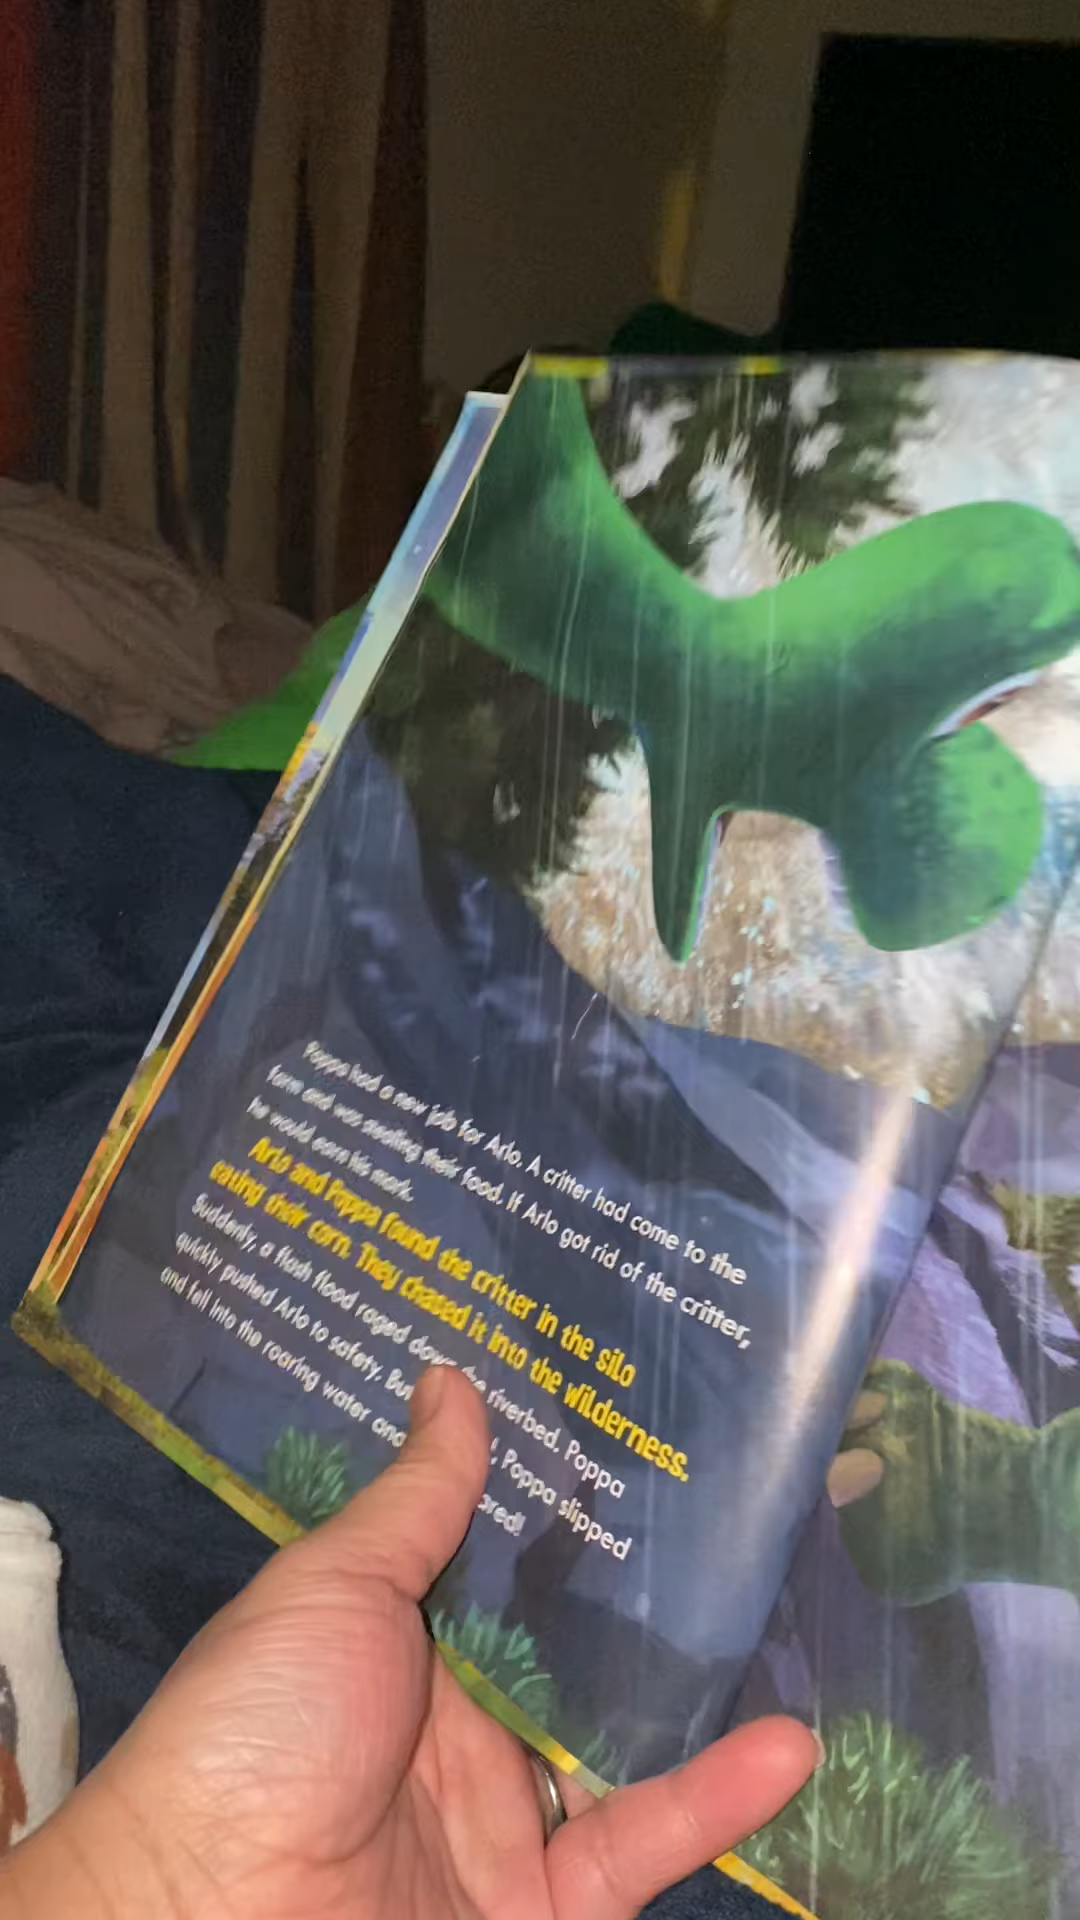 Poppa had a new job for Arlo. A critter had come to the
farm and was stealing their food. If Arlo got rid of the critter,
he would earn his mark.
Arlo and Poppa found the critter in the silo
eating their corn. They chased it into the wilderness.
Suddenly, a flash flood raged down the riverbed. Poppa
quickly pushed Arlo to safety. But Poppa slipped
and fell into the roaring water and